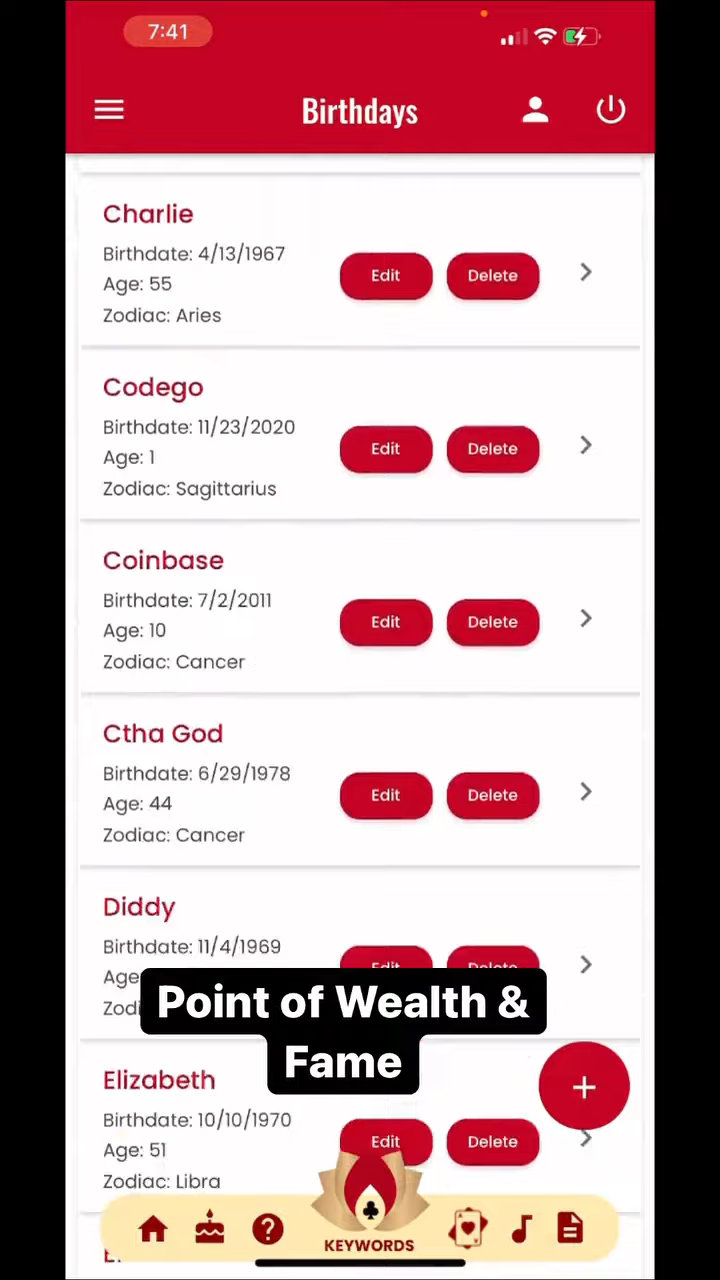 7:41
Birthdays
Charlie
Birthdate: 4/13/1967
Age: 55
Zodiac: Aries
Edit
Delete
Codego
Birthdate: 11/23/2020
Age: 1
Zodiac: Sagittarius
Edit
Delete
Coinbase
Birthdate: 7/2/2011
Age: 10
Zodiac: Cancer
Edit
Delete
Ctha God
Birthdate: 6/29/1978
Age: 44
Zodiac: Cancer
Edit
Delete
Diddy
Birthdate: 11/4/1969
Edit
Delete
Point of Wealth &
Fame
Elizabeth
Birthdate: 10/10/1970
Age: 51
Zodiac: Libra
Edit
Delete
KEYWORDS